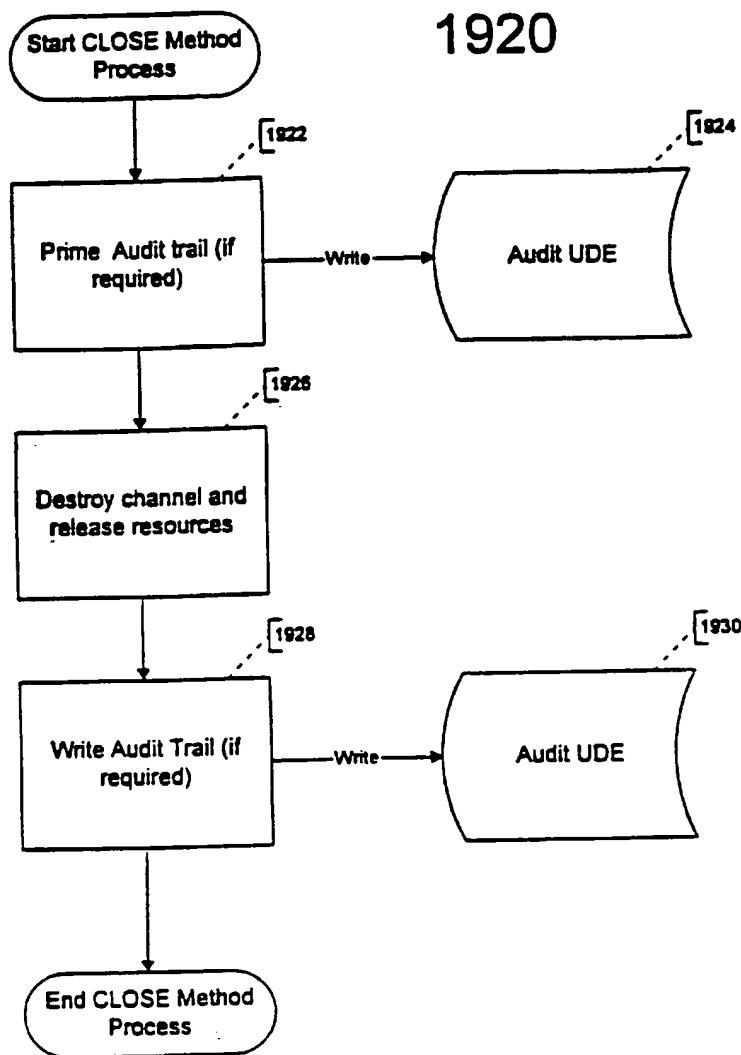 1920
Start CLOSE Method
Process
1922
1924
Prime Audit trail (if
required)
Write
Audit UDE
1926
Destroy channel and
release resources
1928
1930
Write Audit Trail (if
required)
Write
Audit UDE
End CLOSE Method
Process